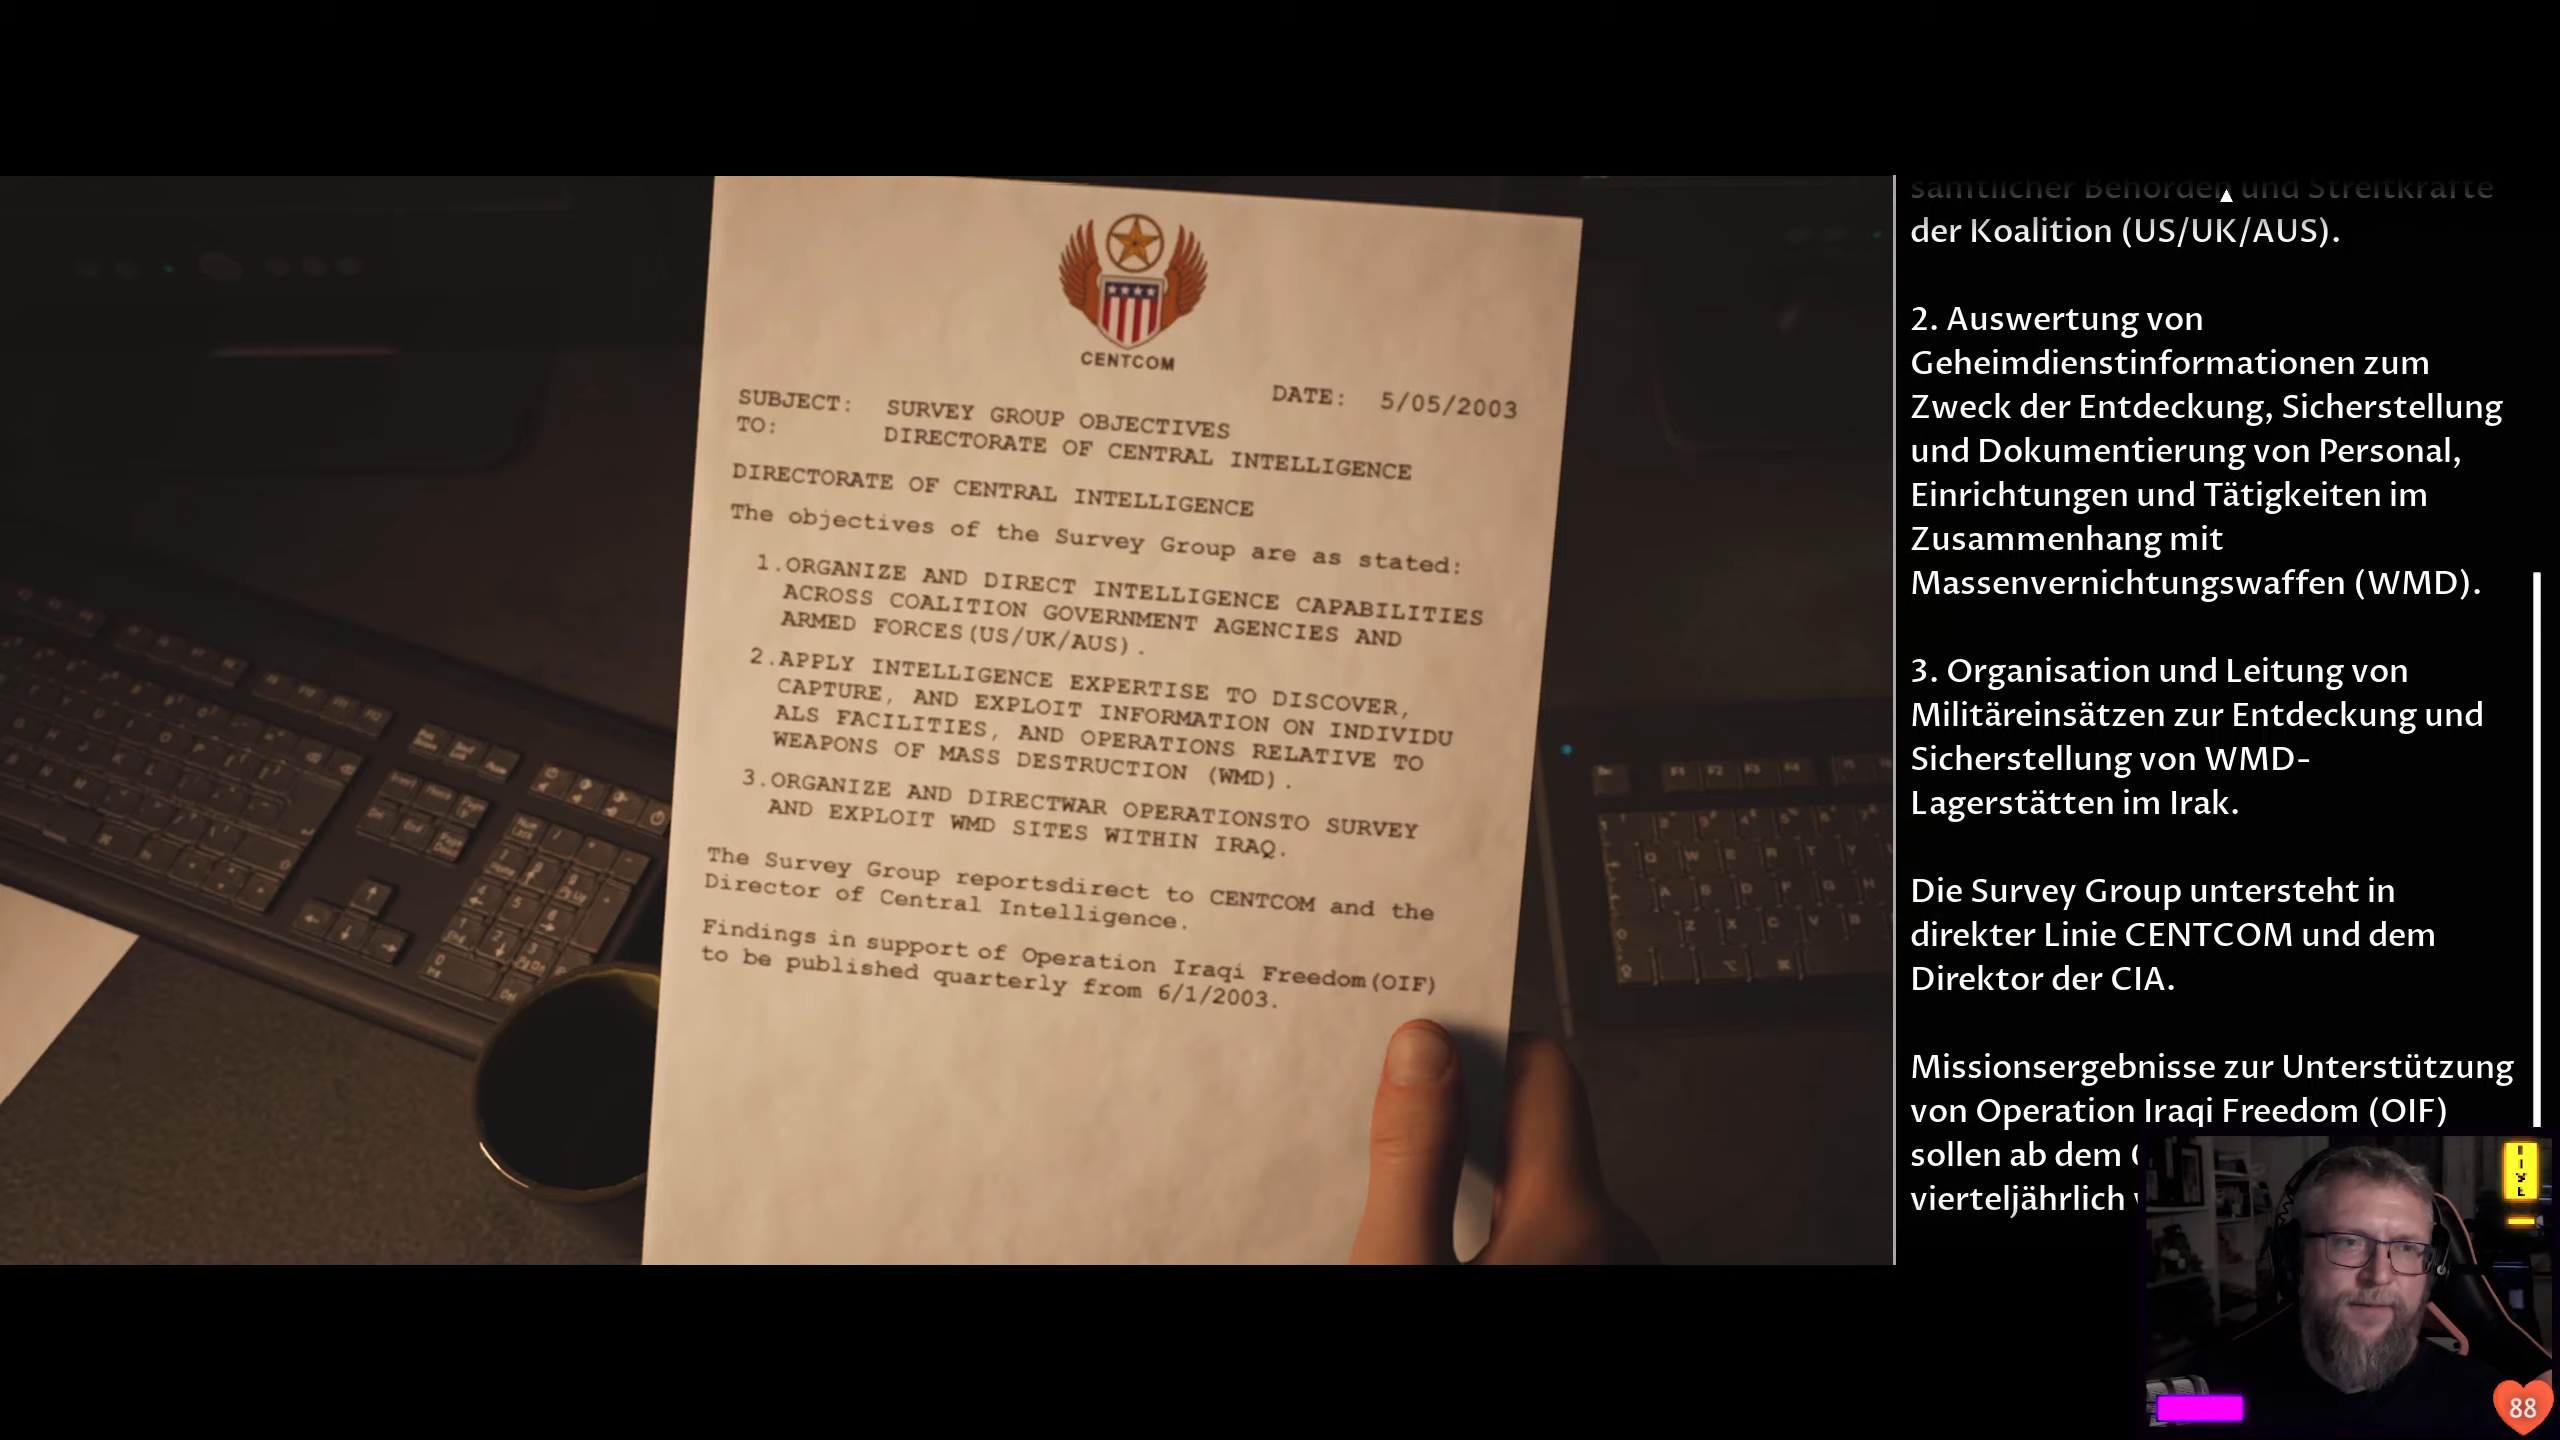 CENTCOM
DATE: 5/05/2003
SUBJECT: SURVEY GROUP OBJECTIVES
TO: DIRECTORATE OF CENTRAL INTELLIGENCE
DIRECTORATE OF CENTRAL INTELLIGENCE
The objectives of the Survey Group are as stated:
1.ORGANIZE AND DIRECT INTELLIGENCE CAPABILITIES
ACROSS COALITION GOVERNMENT AGENCIES AND
ARMED FORCES(US/UK/AUS).
2.APPLY INTELLIGENCE EXPERTISE TO DISCOVER,
CAPTURE, AND EXPLOIT INFORMATION ON INDIVIDU
ALS FACILITIES, AND OPERATIONS RELATIVE TO
WEAPONS OF MASS DESTRUCTION (WMD).
3.ORGANIZE AND DIRECTWAR OPERATIONSTO SURVEY
AND EXPLOIT WMD SITES WITHIN IRAQ.
The Survey Group reportsdirect to CENTCOM and the
Director of Central Intelligence.
Findings in support of Operation Iraqi Freedom(OIF)
to be published quarterly from 6/1/2003.
sämtlicher Behörden und Streitkräfte
der Koalition (US/UK/AUS).
2. Auswertung von
Geheimdienstinformationen zum
Zweck der Entdeckung, Sicherstellung
und Dokumentierung von Personal,
Einrichtungen und Tätigkeiten im
Zusammenhang mit
Massenvernichtungswaffen (WMD).
3. Organisation und Leitung von
Militäreinsätzen zur Entdeckung und
Sicherstellung von WMD-
Lagerstätten im Irak.
Die Survey Group untersteht in
direkter Linie CENTCOM und dem
Direktor der CIA.
Missionsergebnisse zur Unterstützung
von Operation Iraqi Freedom (OIF)
sollen ab dem
vierteljährlich
88